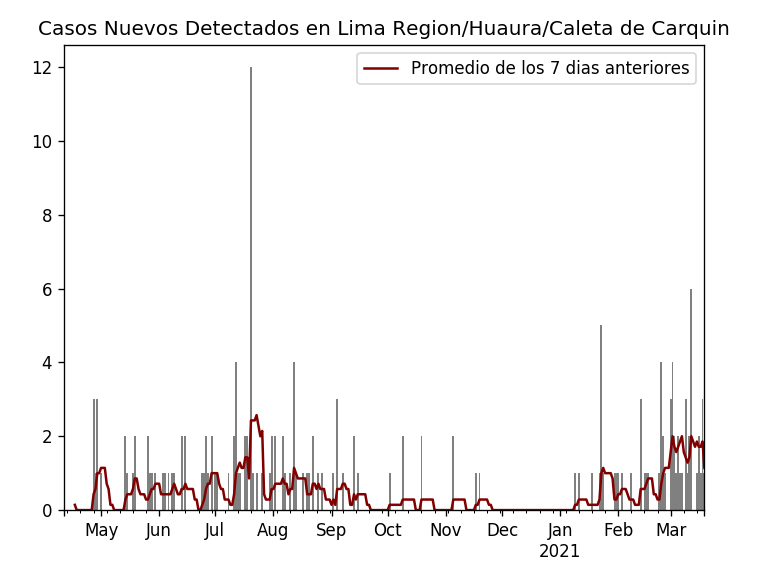 Casos Nuevos Detectados en Lima Region/Huaura/Caleta de Carquin
Promedio de los 7 dias anteriores
12
10
8
6
4
2
0
May Jun Jul Aug Sep Oct Nov Dec Jan Feb Mar
2021